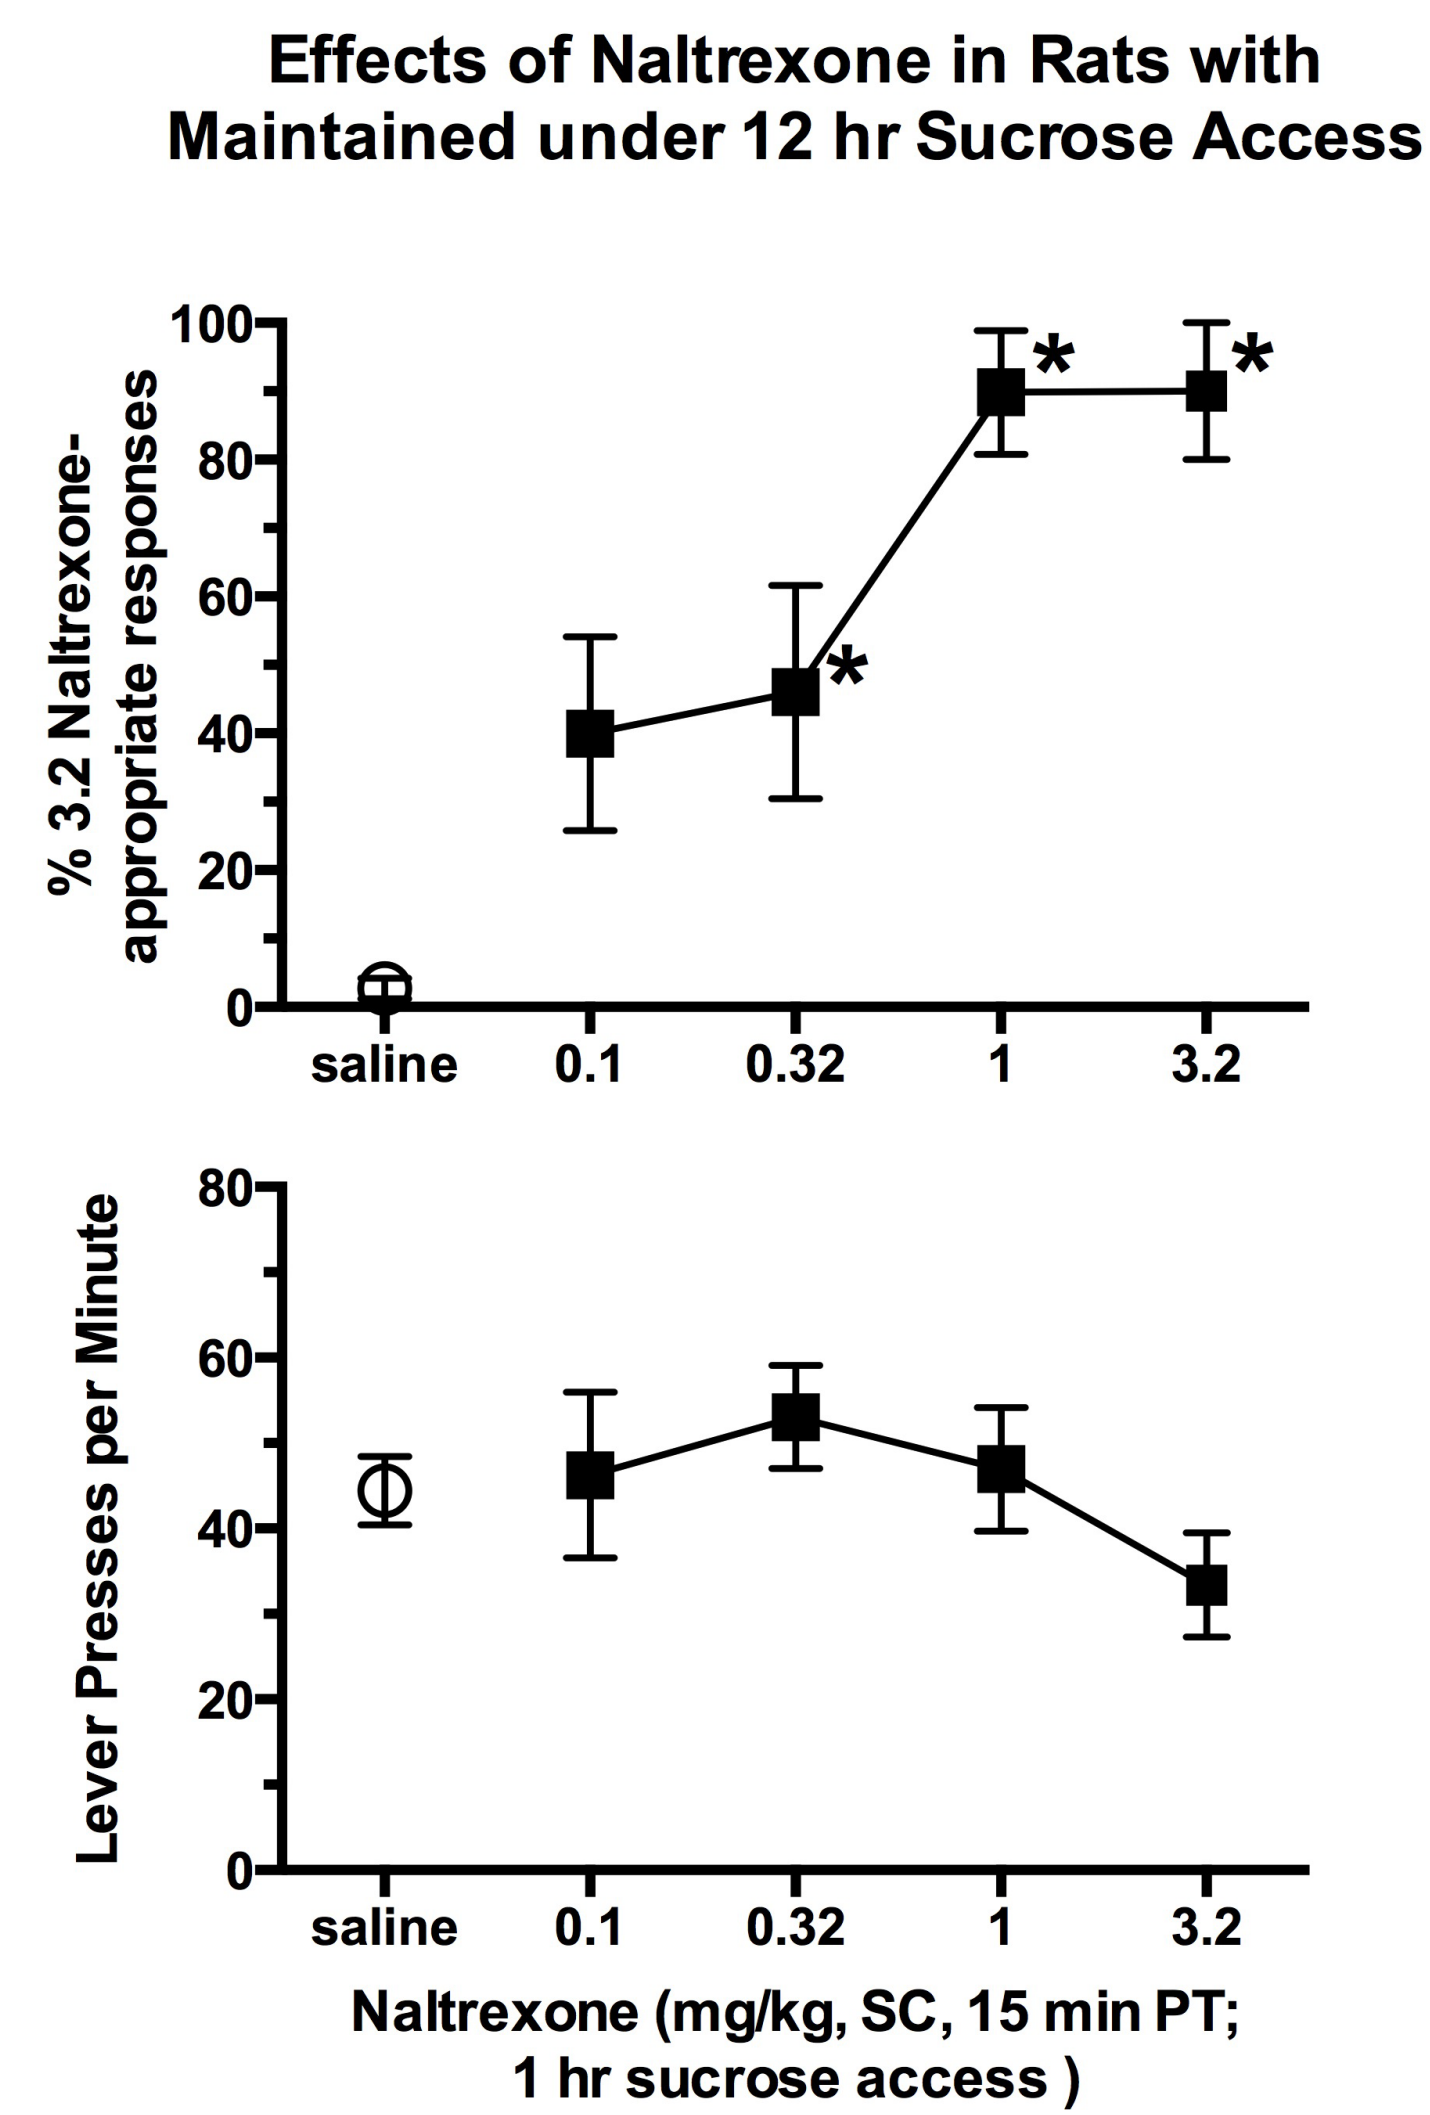 Effects of Naltrexone in Rats with
Maintained under 12 hr Sucrose Access
% 3.2 Naltrexone-
appropriate responses
100
80
60
40
20
0
*
*
*
saline 0.1 0.32 1 3.2
Lever Presses per Minute
80
60
40
20
0
saline 0.1 0.32 1 3.2
Naltrexone (mg/kg, SC, 15 min PT;
1 hr sucrose access )